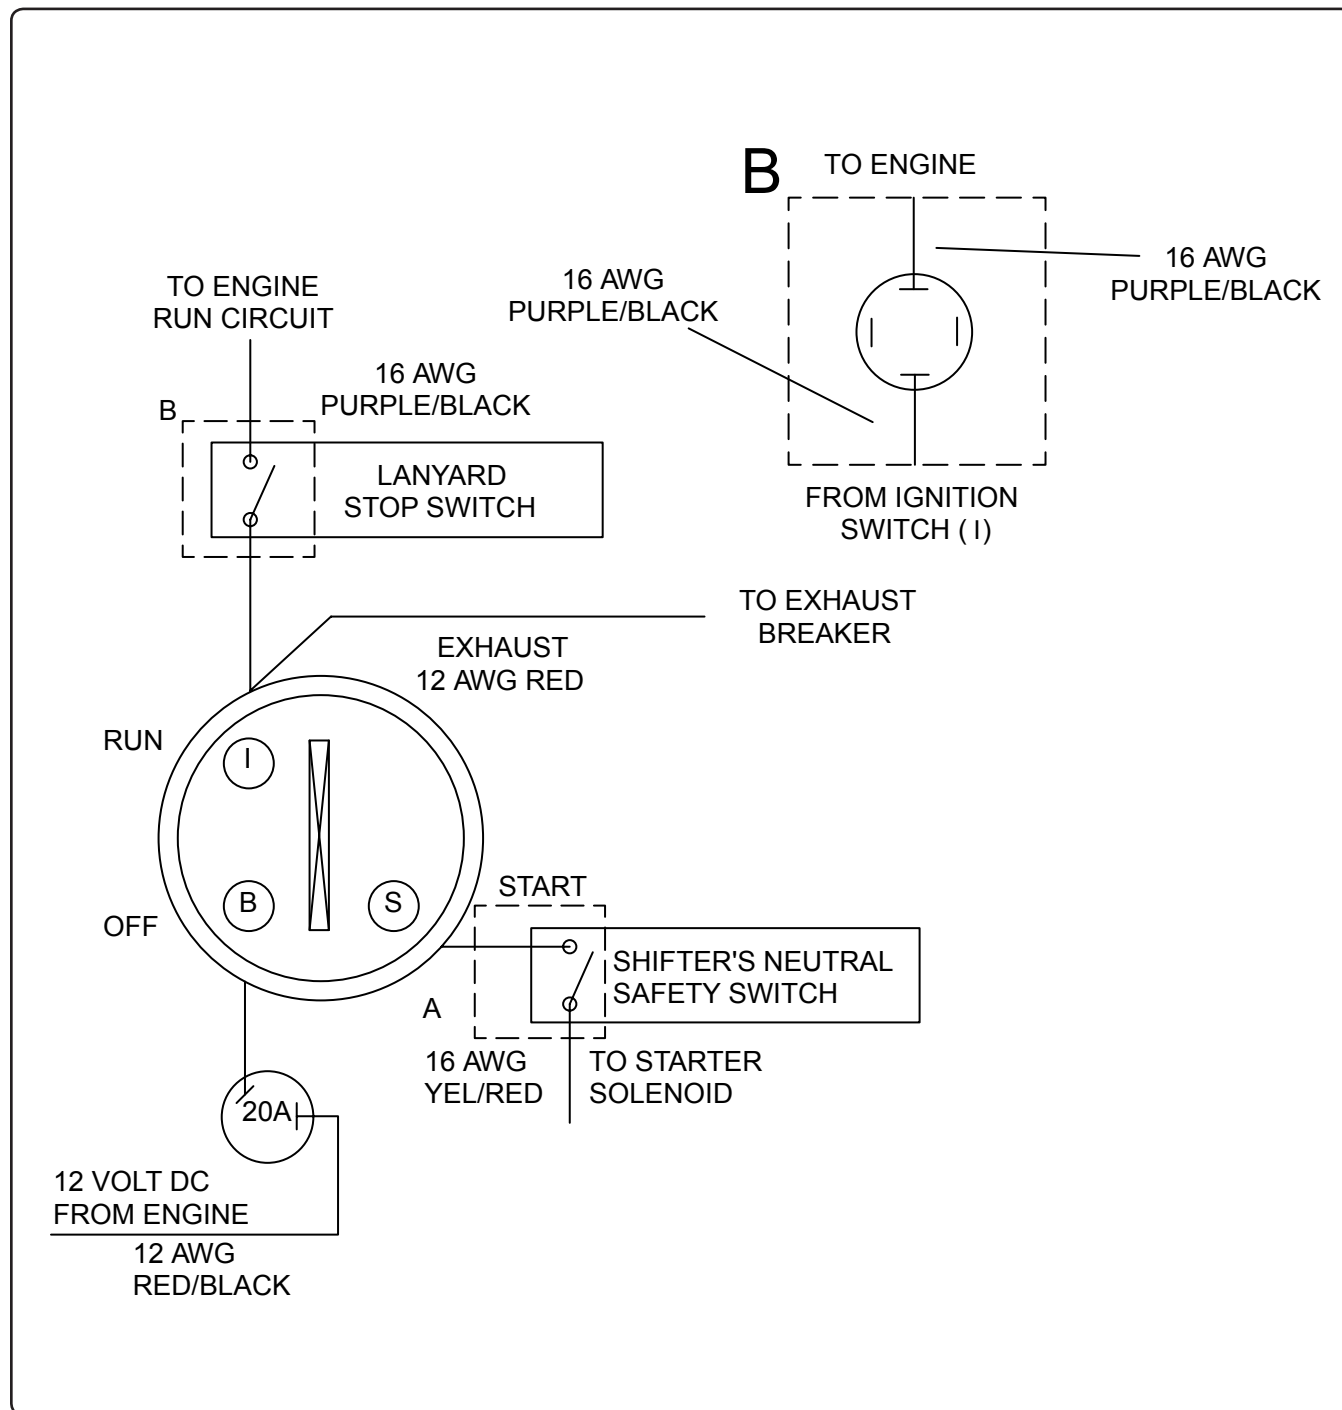 B
TO ENGINE
16 AWG
PURPLE/BLACK
16 AWG
PURPLE/BLACK
FROM IGNITION
SWITCH ( I )
TO ENGINE
RUN CIRCUIT
16 AWG
PURPLE/BLACK
B
LANYARD
STOP SWITCH
TO EXHAUST
BREAKER
EXHAUST
12 AWG RED
RUN
I
B
S
OFF
START
SHIFTER'S NEUTRAL
SAFETY SWITCH
A
16 AWG
YEL/RED
TO STARTER
SOLENOID
20A
12 VOLT DC
FROM ENGINE
12 AWG
RED/BLACK